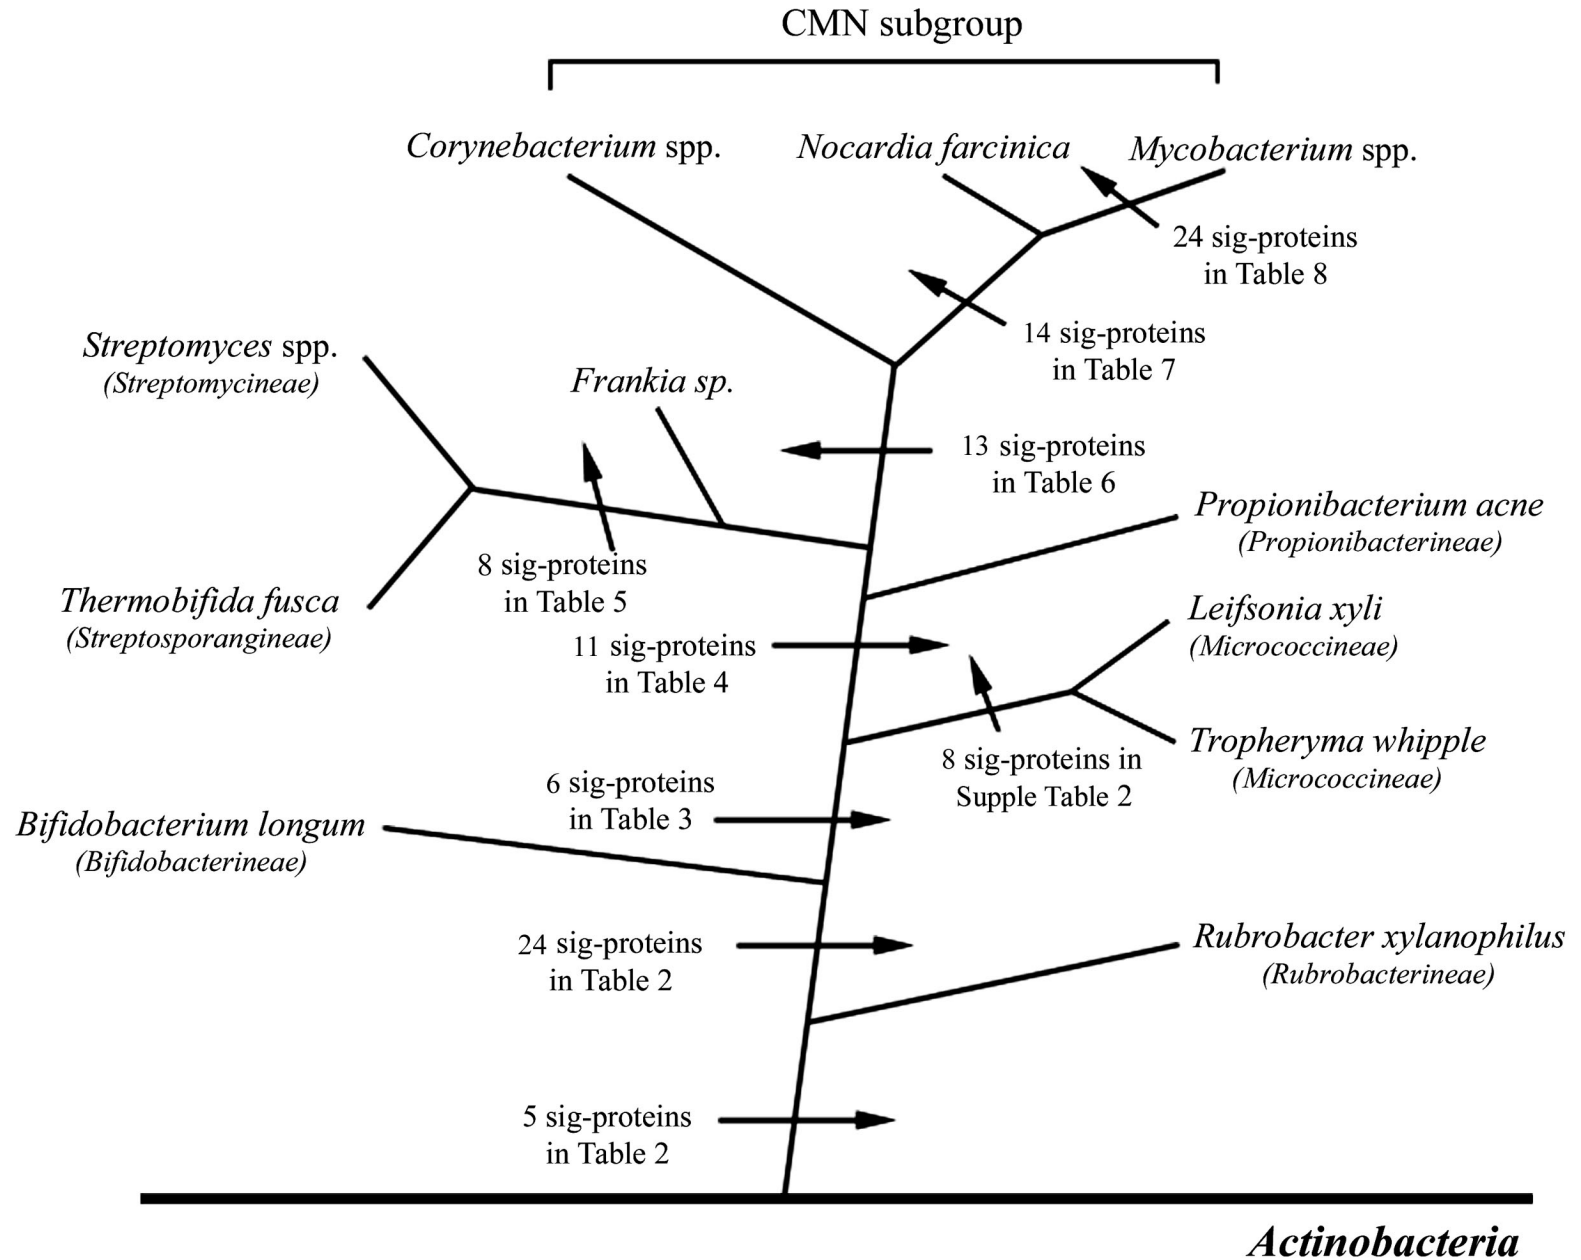 CMN subgroup
Corynebacterium spp.
Nocardia farcinica
Mycobacterium spp.
24 sig-proteins
in Table 8
14 sig-proteins
in Table 7
Streptomyces spp.
(Streptomycineae)
Frankia sp.
13 sig-proteins
in Table 6
Propionibacterium acne
(Propionibacterineae)
8 sig-proteins
in Table 5
Thermobifida fusca
(Streptosporangineae)
Leifsonia xyli
(Micrococcineae)
11 sig-proteins
in Table 4
Tropheryma whipple
(Micrococcineae)
8 sig-proteins in
Supple Table 2
6 sig-proteins
in Table 3
Bifidobacterium longum
(Bifidobacterineae)
24 sig-proteins
in Table 2
Rubrobacter xylanophilus
(Rubrobacterineae)
5 sig-proteins
in Table 2
Actinobacteria